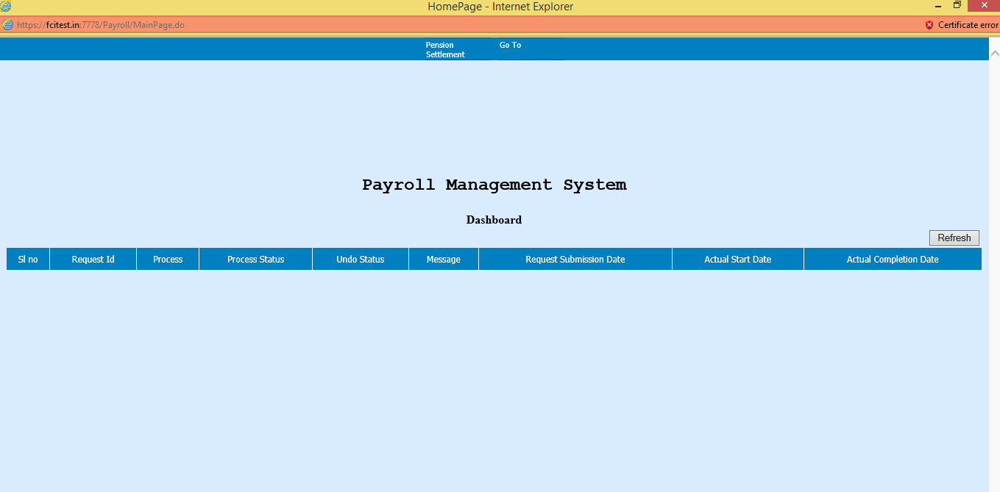 HomePage - Internet Explorer
https://fcitest.in:7778/Payroll/MainPage.do
Certificate error
Pension
Settlement
Go To
Payroll Management System
Dashboard
Refresh
Sl no Request Id Process Process Status Undo Status Message Request Submission Date Actual Start Date Actual Completion Date